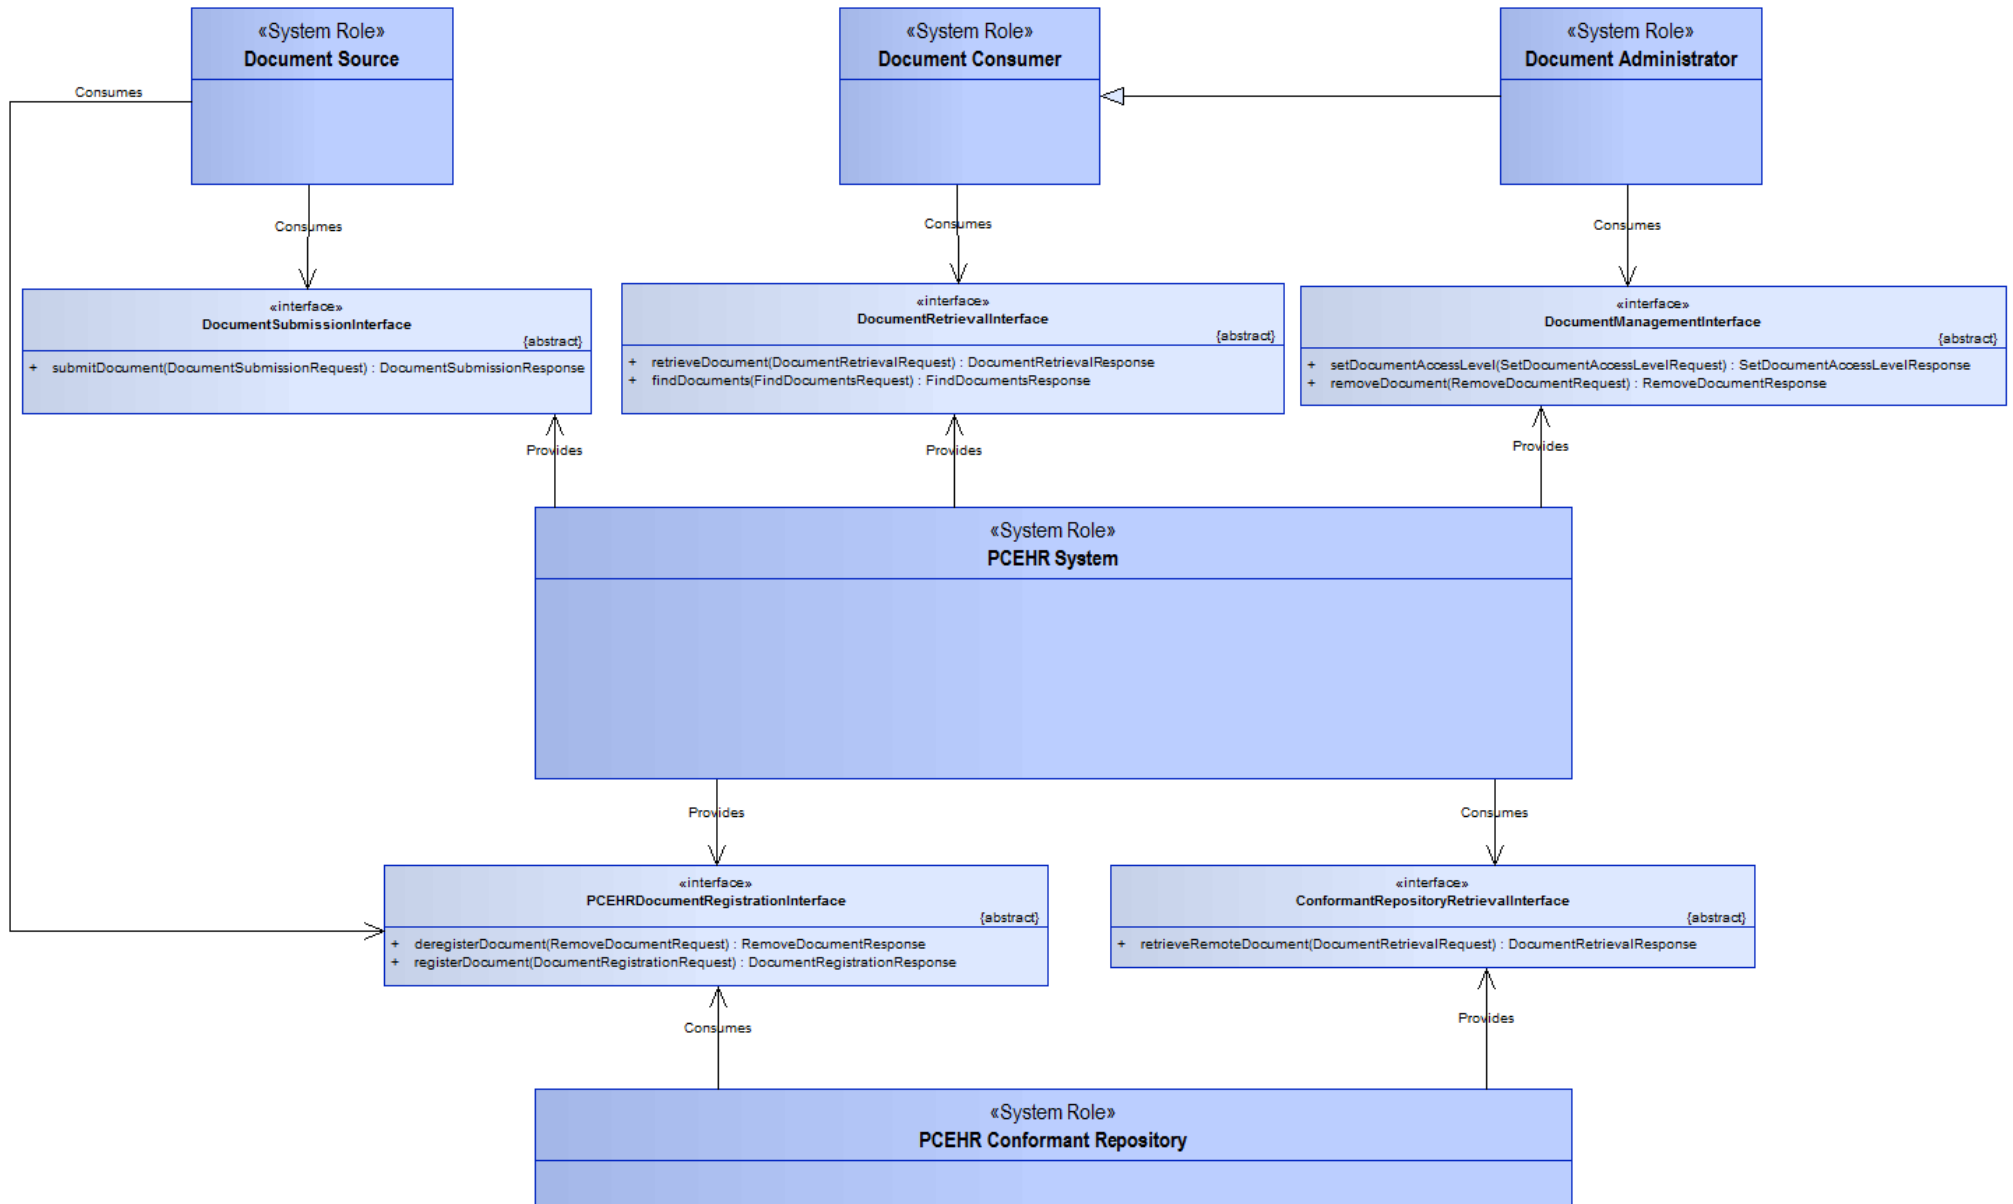 «System Role»
Document Source
«System Role»
Document Consumer
«System Role»
Document Administrator
Consumes
Consumes
Consumes
Consumes
«interface»
DocumentSubmissionInterface
{abstract}
+ submitDocument(DocumentSubmissionRequest) : DocumentSubmissionResponse
«interface»
DocumentRetrievalInterface
{abstract}
+ retrieveDocument(DocumentRetrievalRequest) : DocumentRetrievalResponse
+ findDocuments(FindDocumentsRequest) : FindDocumentsResponse
«interface»
DocumentManagementInterface
{abstract}
+ setDocumentAccessLevel(SetDocumentAccessLevelRequest) : SetDocumentAccessLevelResponse
+ removeDocument(RemoveDocumentRequest) : RemoveDocumentResponse
Provides
Provides
Provides
«System Role»
PCEHR System
Provides
Consumes
«interface»
PCEHRDocumentRegistrationInterface
{abstract}
+ deregisterDocument(RemoveDocumentRequest) : RemoveDocumentResponse
+ registerDocument(DocumentRegistrationRequest) : DocumentRegistrationResponse
«interface»
ConformantRepositoryRetrievalInterface
{abstract}
+ retrieveRemoteDocument(DocumentRetrievalRequest) : DocumentRetrievalResponse
Consumes
Provides
«System Role»
PCEHR Conformant Repository